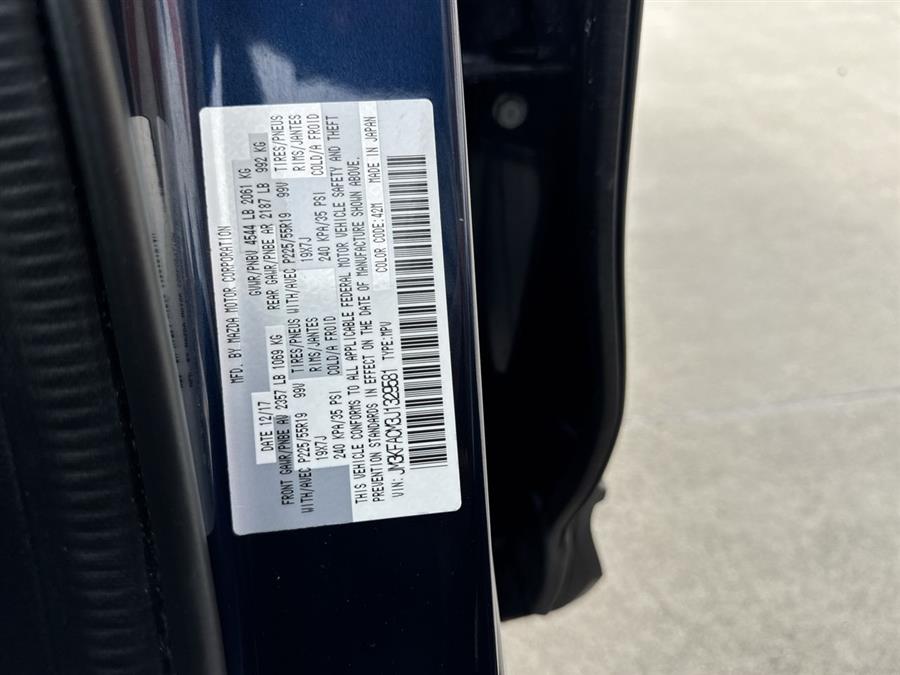 MFD. BY MAZDA MOTOR CORPORATION
DATE 12/17 GVWR/PNBV 4544 LB 2061 KG
FRONT GAWR/PNBE AV 2357 LB 1069 KG REAR GAWR/PNBE AR 2187 LB 992 KG
WITH/AVEC P225/55R19 99V TIRES/PNEUS WITH/AVEC P225/55R19 99V TIRES/PNEUS
19X7J RIMS/JANTES 19X7J RIMS/JANTES
240 KPA/35 PSI COLD/A FROID 240 KPA/35 PSI COLD/A FROID
THIS VEHICLE CONFORMS TO ALL APPLICABLE FEDERAL MOTOR VEHICLE SAFETY AND THEFT
PREVENTION STANDARDS IN EFFECT ON THE DATE OF MANUFACTURE SHOWN ABOVE.
VIN: JM3KFACM3J1329581 TYPE:MPV COLOR CODE:42M MADE IN JAPAN